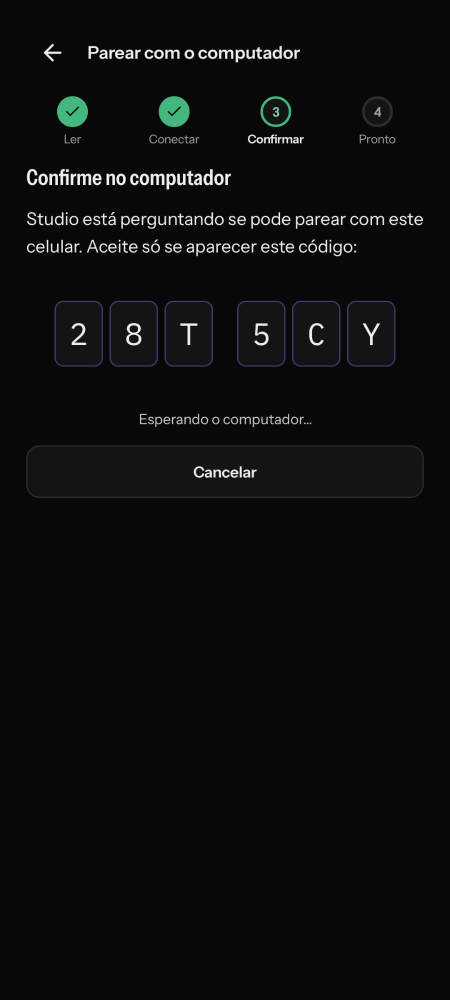 Parear com o computador
3
4
Ler
Conectar
Confirmar
Pronto
Confirme no computador
Studio está perguntando se pode parear com este
celular. Aceite só se aparecer este código:
2 8 T 5 C Y
Esperando o computador...
Cancelar